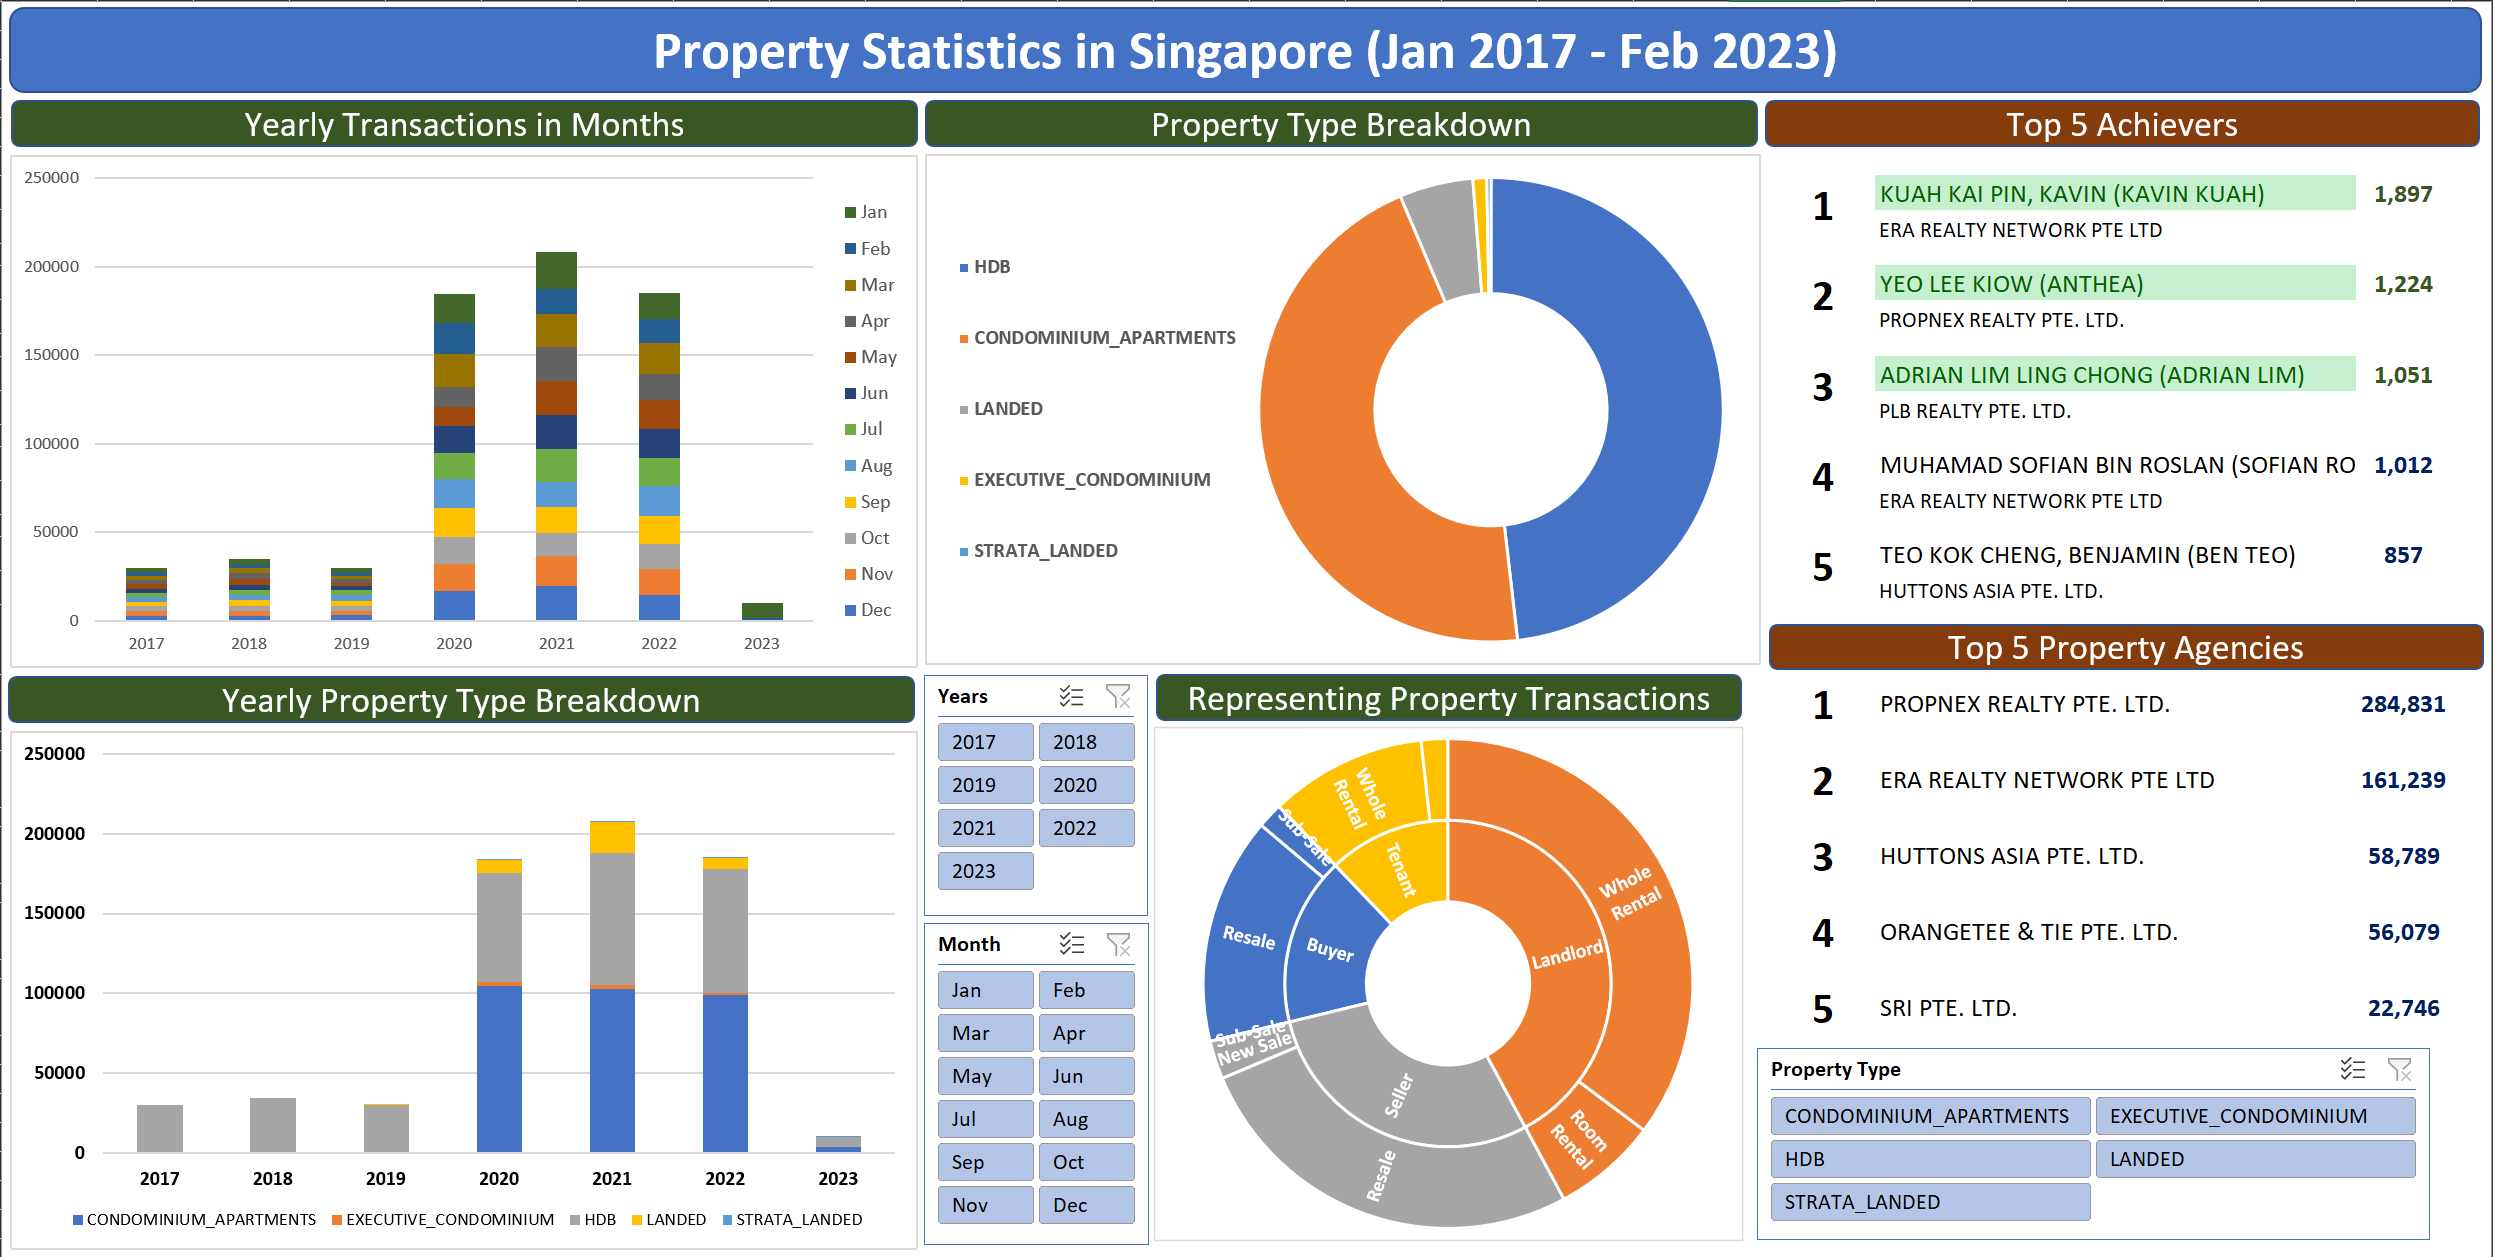 Property Statistics in Singapore (Jan 2017 - Feb 2023)
Yearly Transactions in Months
250000
200000
150000
100000
50000
0
2017
2018
2019
2020
2021
2022
2023
Jan
Feb
Mar
Apr
May
Jun
Jul
Aug
Sep
Oct
Nov
Dec
Property Type Breakdown
HDB
CONDOMINIUM_APARTMENTS
LANDED
EXECUTIVE_CONDOMINIUM
STRATA_LANDED
Top 5 Achievers
1 KUAH KAI PIN, KAVIN (KAVIN KUAH) 1,897
ERA REALTY NETWORK PTE LTD
2 YEO LEE KIOW (ANTHEA) 1,224
PROPNEX REALTY PTE. LTD.
3 ADRIAN LIM LING CHONG (ADRIAN LIM) 1,051
PLB REALTY PTE. LTD.
4 MUHAMAD SOFIAN BIN ROSLAN (SOFIAN RO 1,012
ERA REALTY NETWORK PTE LTD
5 TEO KOK CHENG, BENJAMIN (BEN TEO) 857
HUTTONS ASIA PTE. LTD.
Yearly Property Type Breakdown
250000
200000
150000
100000
50000
0
2017
2018
2019
2020
2021
2022
2023
CONDOMINIUM_APARTMENTS EXECUTIVE_CONDOMINIUM HDB LANDED STRATA_LANDED
Years
2017 2018
2019 2020
2021 2022
2023
Month
Jan Feb
Mar Apr
May Jun
Jul Aug
Sep Oct
Nov Dec
Representing Property Transactions
Whole
Rental
Landlord
Room
Rental
Seller
Resale
New Sale
Sub-Sale
Buyer
Resale
Sub-Sale
Tenant
Whole
Rental
Top 5 Property Agencies
1 PROPNEX REALTY PTE. LTD. 284,831
2 ERA REALTY NETWORK PTE LTD 161,239
3 HUTTONS ASIA PTE. LTD. 58,789
4 ORANGETEE & TIE PTE. LTD. 56,079
5 SRI PTE. LTD. 22,746
Property Type
CONDOMINIUM_APARTMENTS EXECUTIVE_CONDOMINIUM
HDB LANDED
STRATA_LANDED